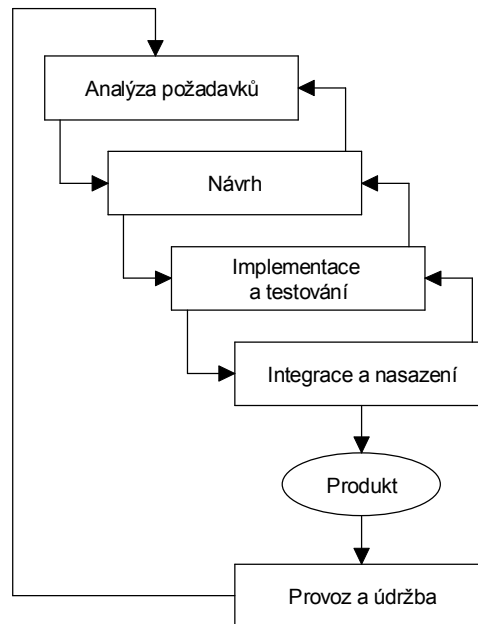 Analýza požadavků
Návrh
Implementace
a testování
Integrace a nasazení
Produkt
Provoz a údržba